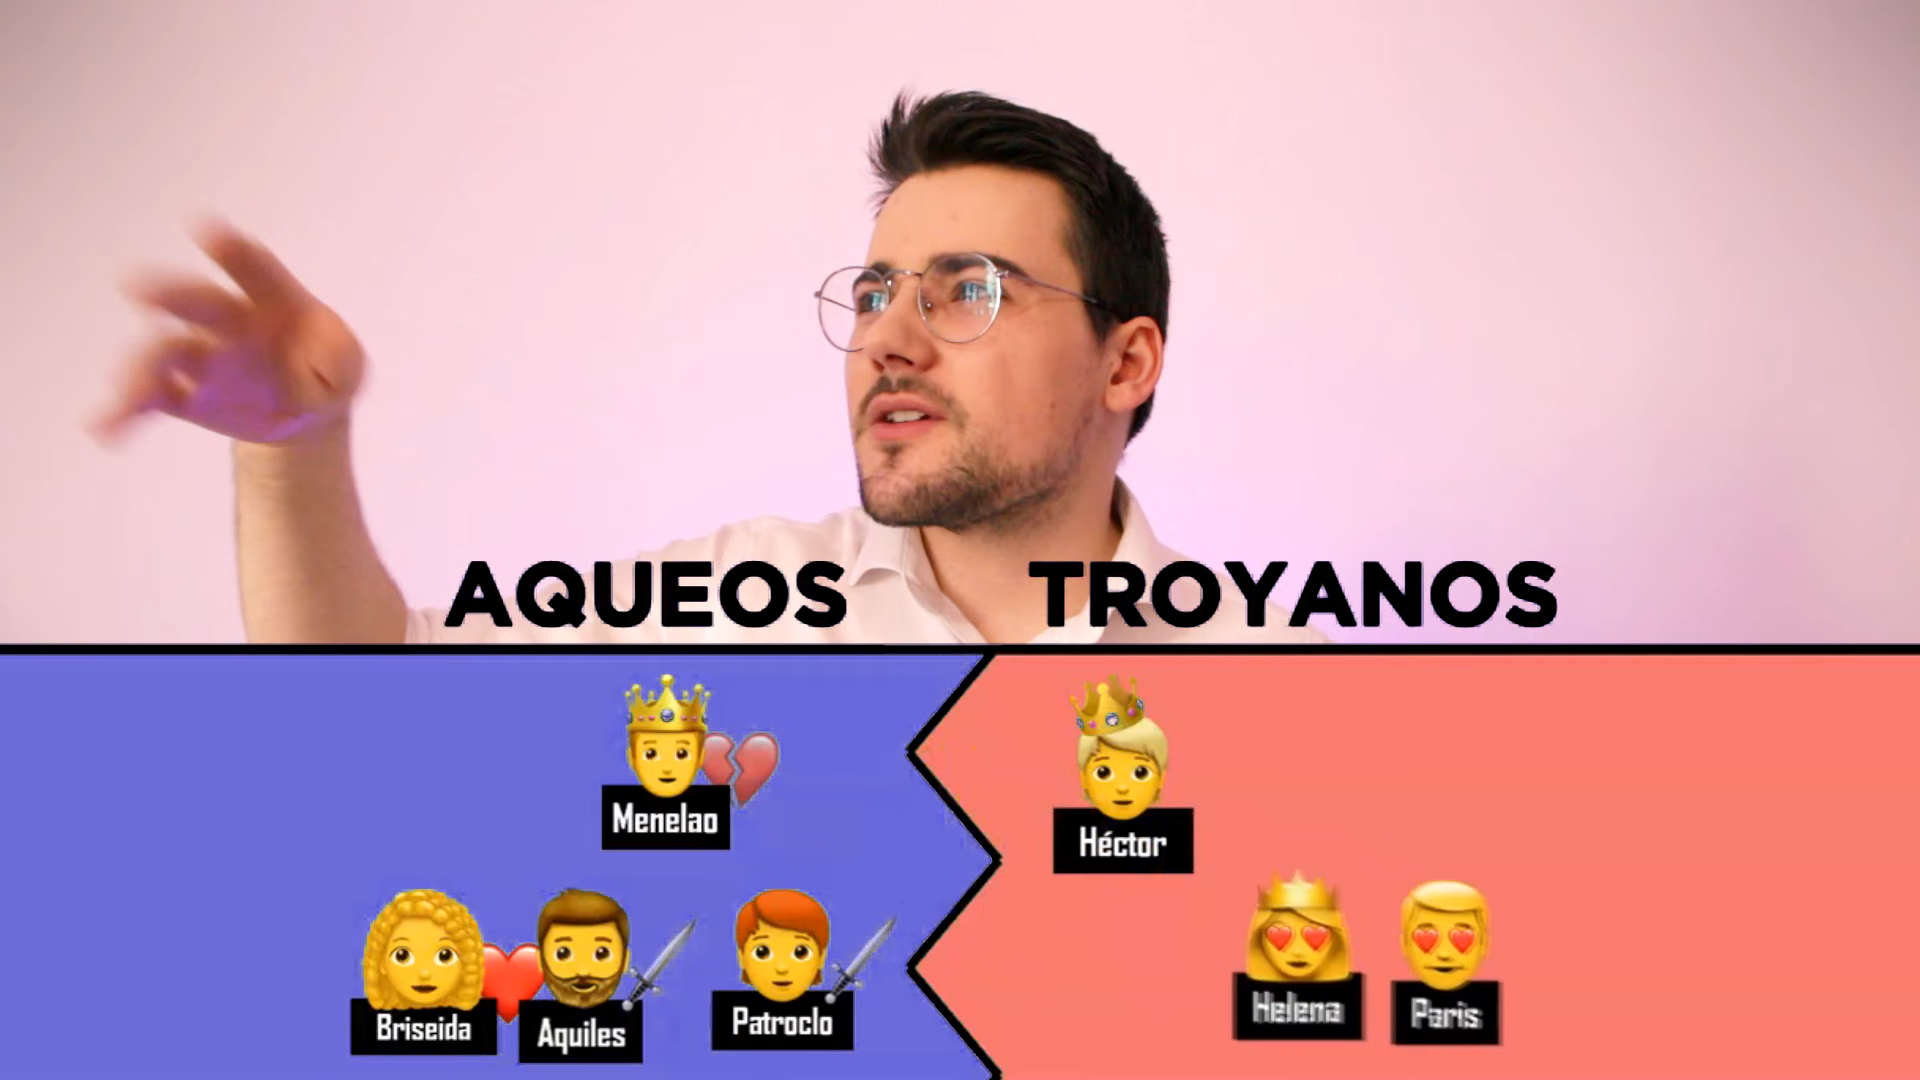 AQUEOS
TROYANOS
Menelao
Héctor
Briseida
Aquiles
Patroclo
Helena
Paris